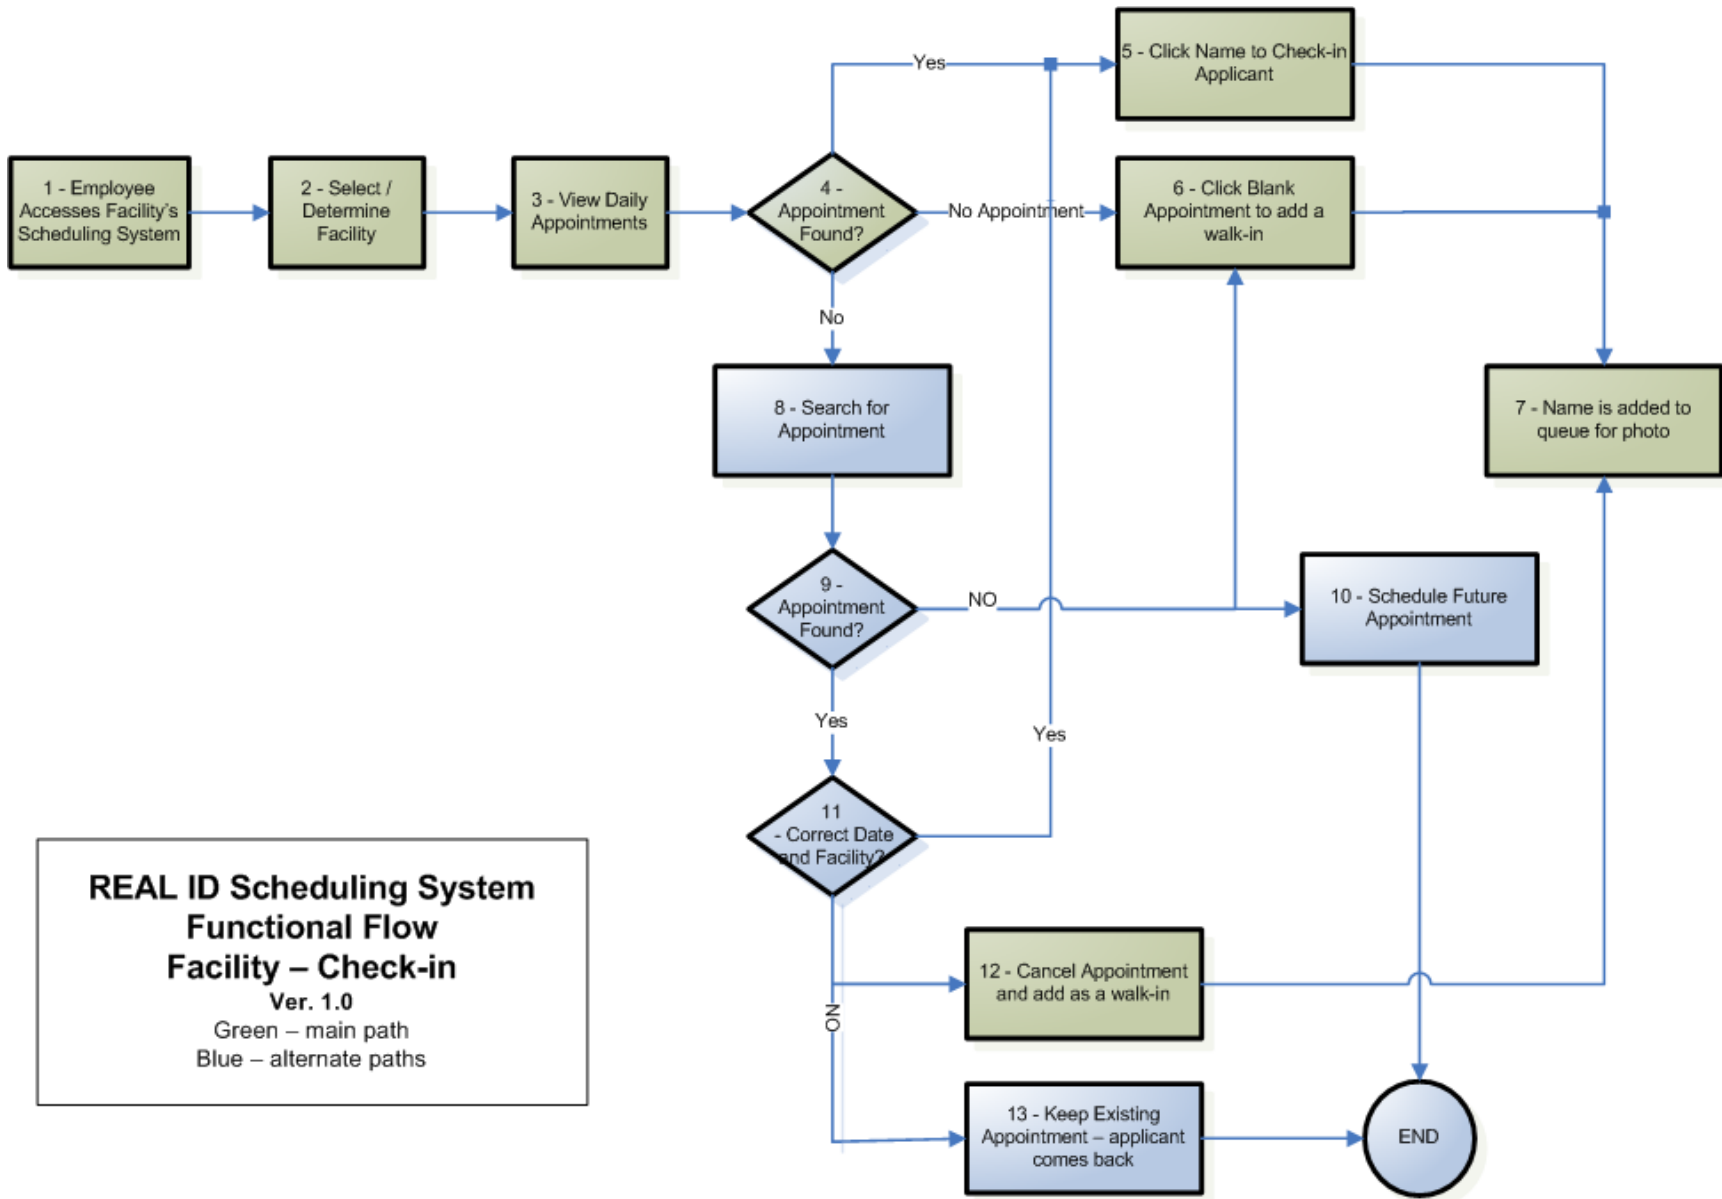 Yes
5 - Click Name to Check-in
Applicant
1 - Employee
Accesses Facility's
Scheduling System
2 - Select /
Determine
Facility
3 - View Daily
Appointments
4 -
Appointment
Found?
No Appointment
6 - Click Blank
Appointment to add a
walk-in
No
8 - Search for
Appointment
7 - Name is added to
queue for photo
9 -
Appointment
Found?
NO
10 - Schedule Future
Appointment
Yes
Yes
11
- Correct Date
and Facility?
REAL ID Scheduling System
Functional Flow
Facility – Check-in
Ver. 1.0
Green – main path
Blue – alternate paths
12 - Cancel Appointment
and add as a walk-in
NO
13 - Keep Existing
Appointment – applicant
comes back
END